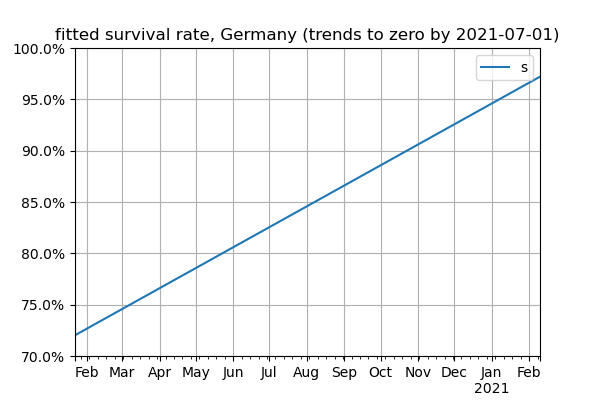 fitted survival rate, Germany (trends to zero by 2021-07-01)
100.0%
s
95.0%
90.0%
85.0%
80.0%
75.0%
70.0%
Feb Mar Apr May Jun Jul Aug Sep Oct Nov Dec Jan Feb
2021